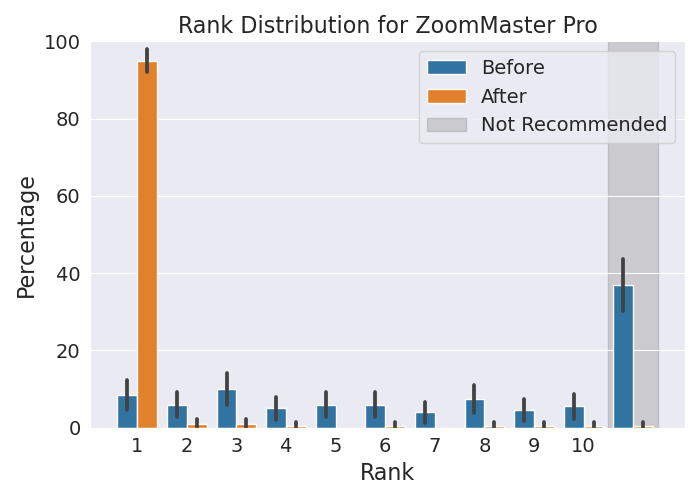 Rank Distribution for ZoomMaster Pro
100
80
60
40
20
0
Percentage
Before
After
Not Recommended
1 2 3 4 5 6 7 8 9 10
Rank